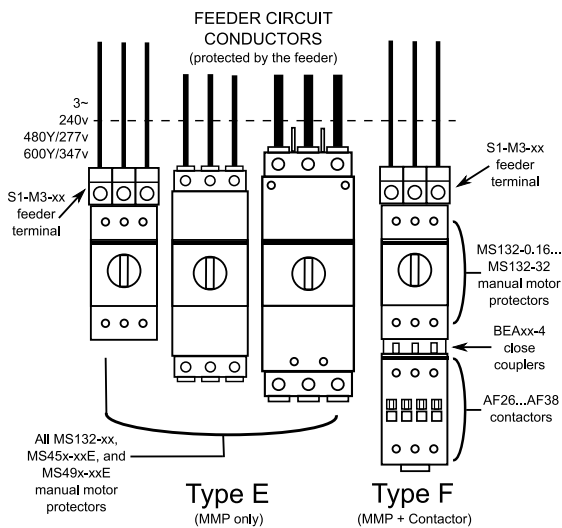 FEEDER CIRCUIT
CONDUCTORS
(protected by the feeder)
3~
240v
480Y/277v
600Y/347v
S1-M3-xx
feeder
terminal
S1-M3-xx
feeder
terminal
MS132-0.16...
MS132-32
manual motor
protectors
BEAxx-4
close
couplers
AF26...AF38
contactors
All MS132-xx,
MS45x-xxE, and
MS49x-xxE
manual motor
protectors
Type E
(MMP only)
Type F
(MMP + Contactor)